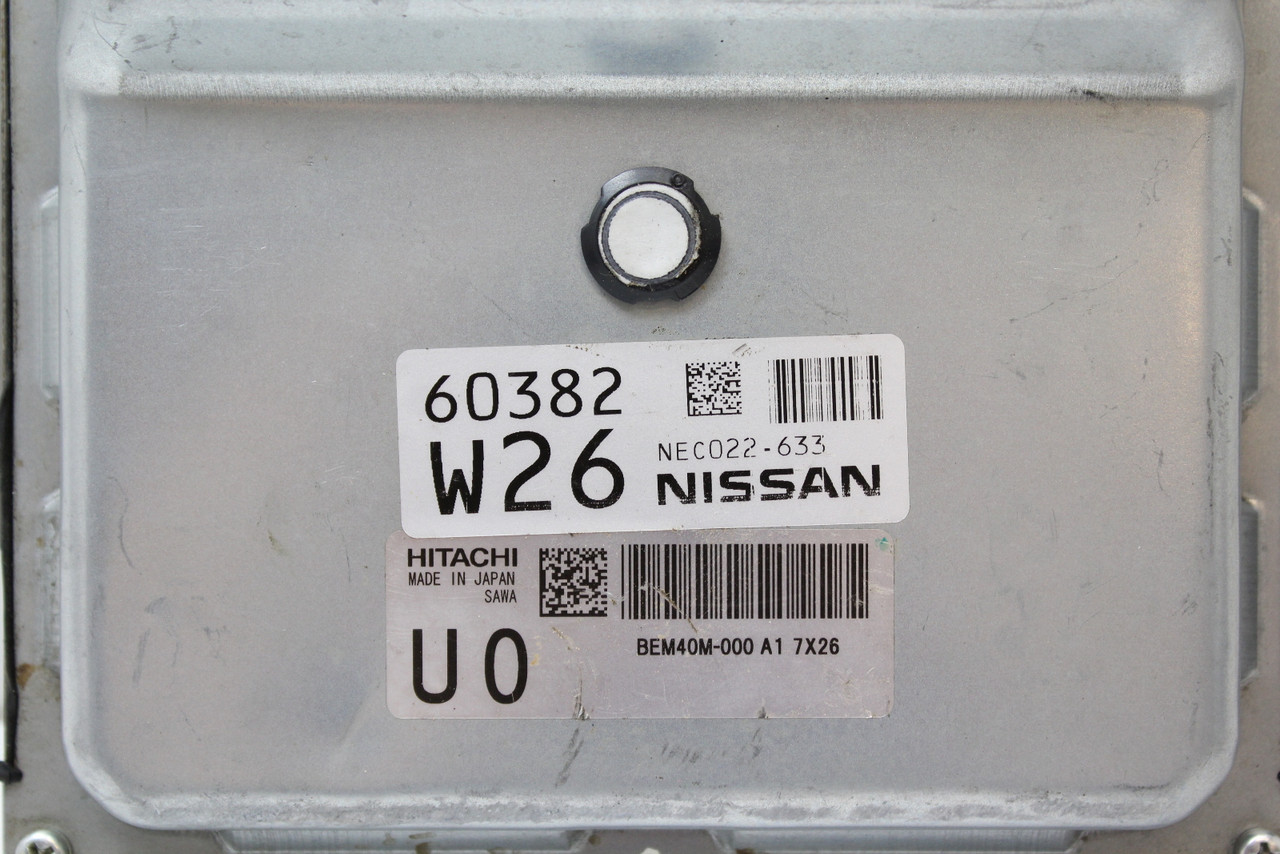 60382
W26
NEC022-633
NISSAN
HITACHI
MADE IN JAPAN
SAWA
U0
BEM40M-000 A1 7X26